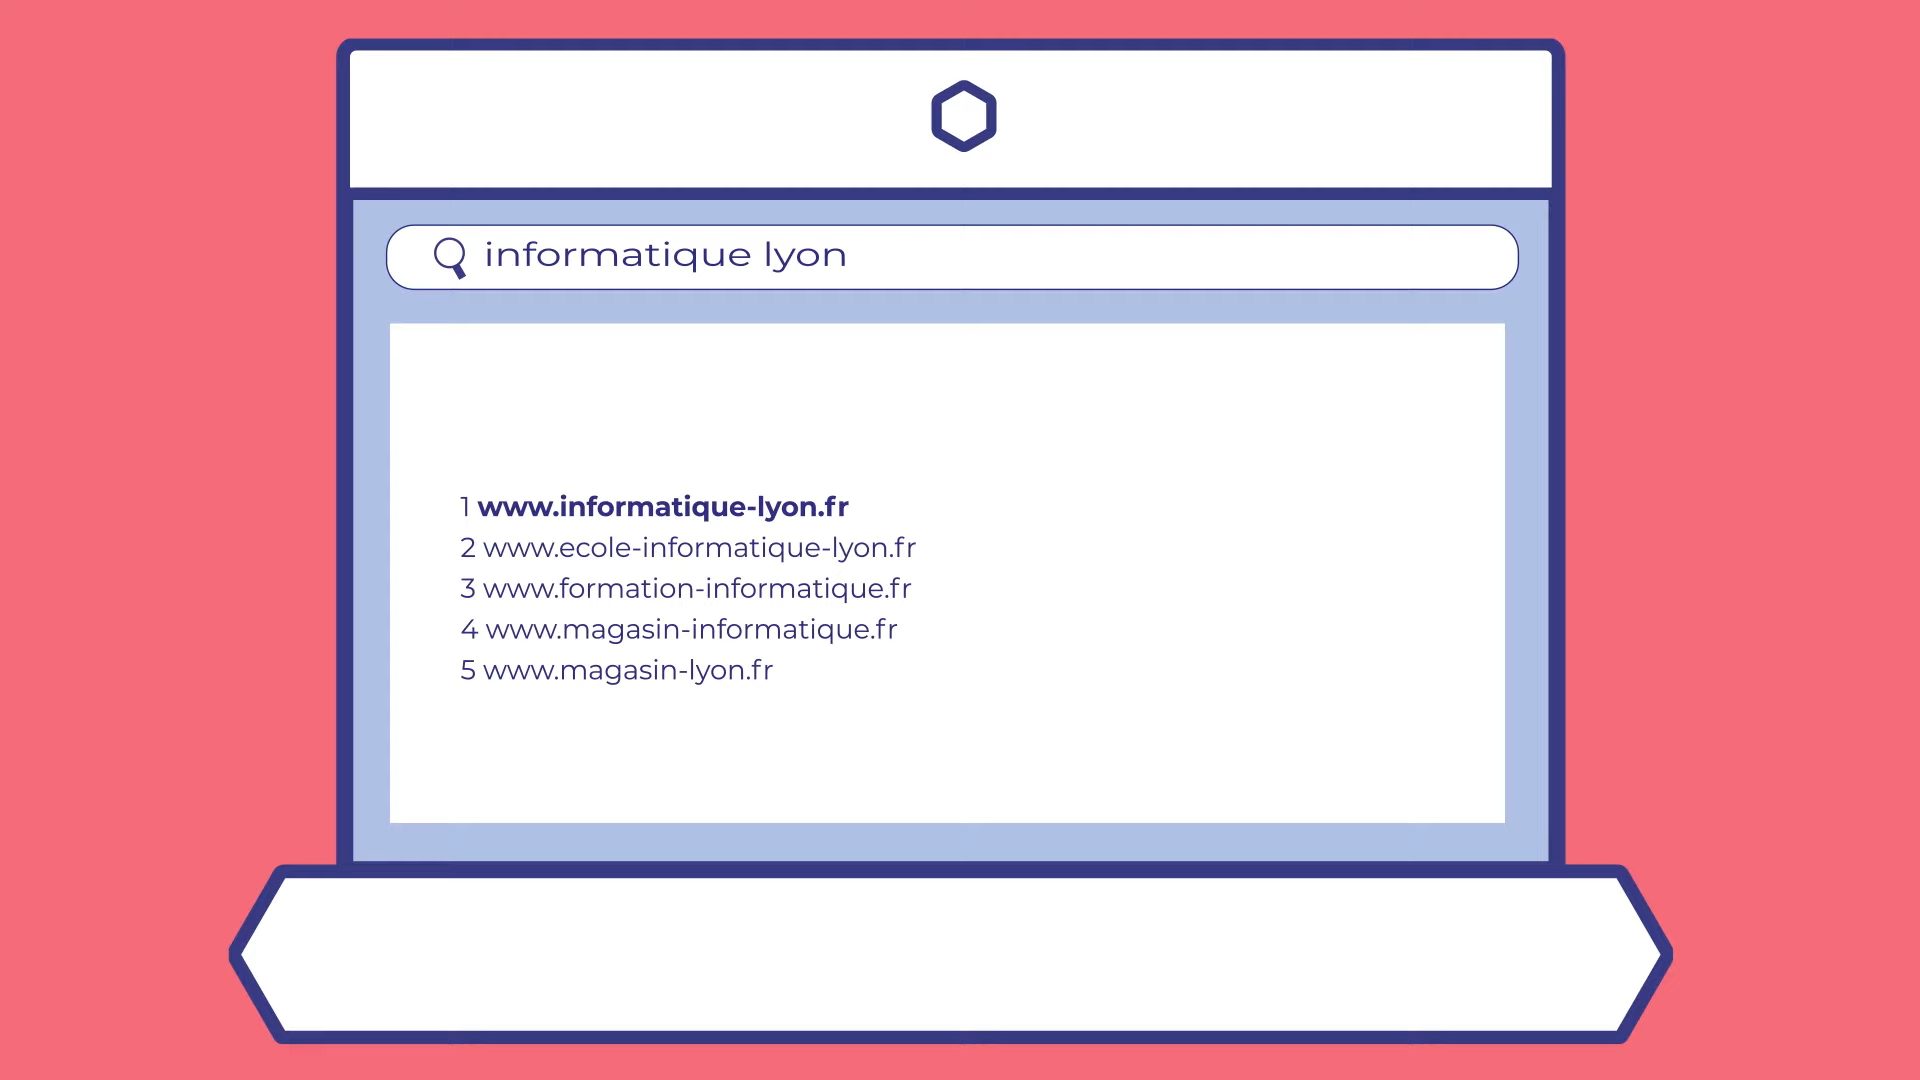 informatique lyon
1 www.informatique-lyon.fr
2 www.ecole-informatique-lyon.fr
3 www.formation-informatique.fr
4 www.magasin-informatique.fr
5 www.magasin-lyon.fr